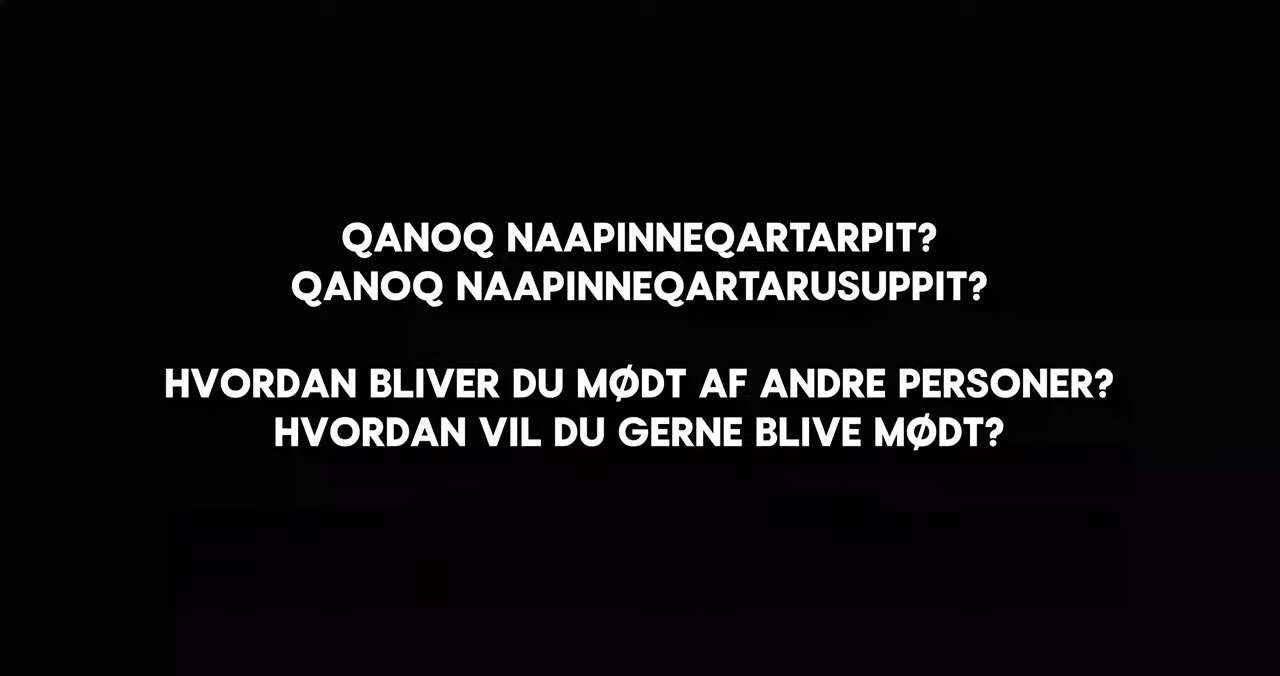 QANOQ NAAPINNEQARTARPIT?
QANOQ NAAPINNEQARTARUSUPPIT?
HVORDAN BLIVER DU MØDT AF ANDRE PERSONER?
HVORDAN VIL DU GERNE BLIVE MØDT?